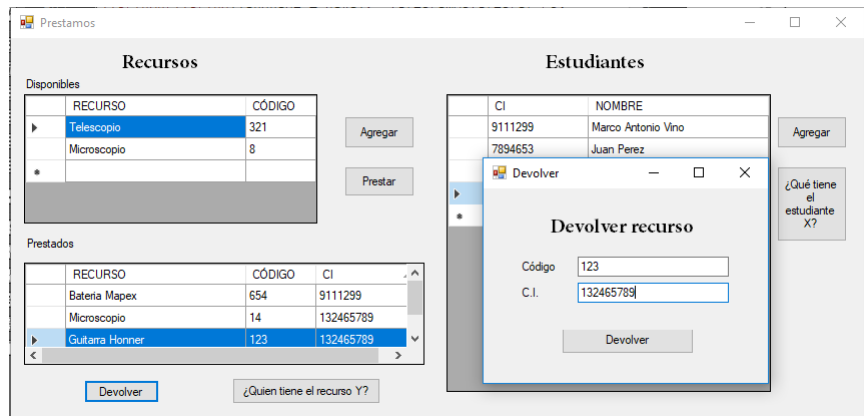 Prestamos
Recursos
Disponibles
RECURSO CÓDIGO
Telescopio 321
Microscopio 8
Agregar
Prestar
Prestados
RECURSO CÓDIGO CI
Bateria Mapex 654 9111299
Microscopio 14 132465789
Guitarra Honner 123 132465789
Devolver
¿Quien tiene el recurso Y?
Estudiantes
CI NOMBRE
9111299 Marco Antonio Vino
7894653 Juan Perez
Agregar
¿Qué tiene
el
estudiante
X?
Devolver
Devolver recurso
Código 123
C.I. 132465789
Devolver